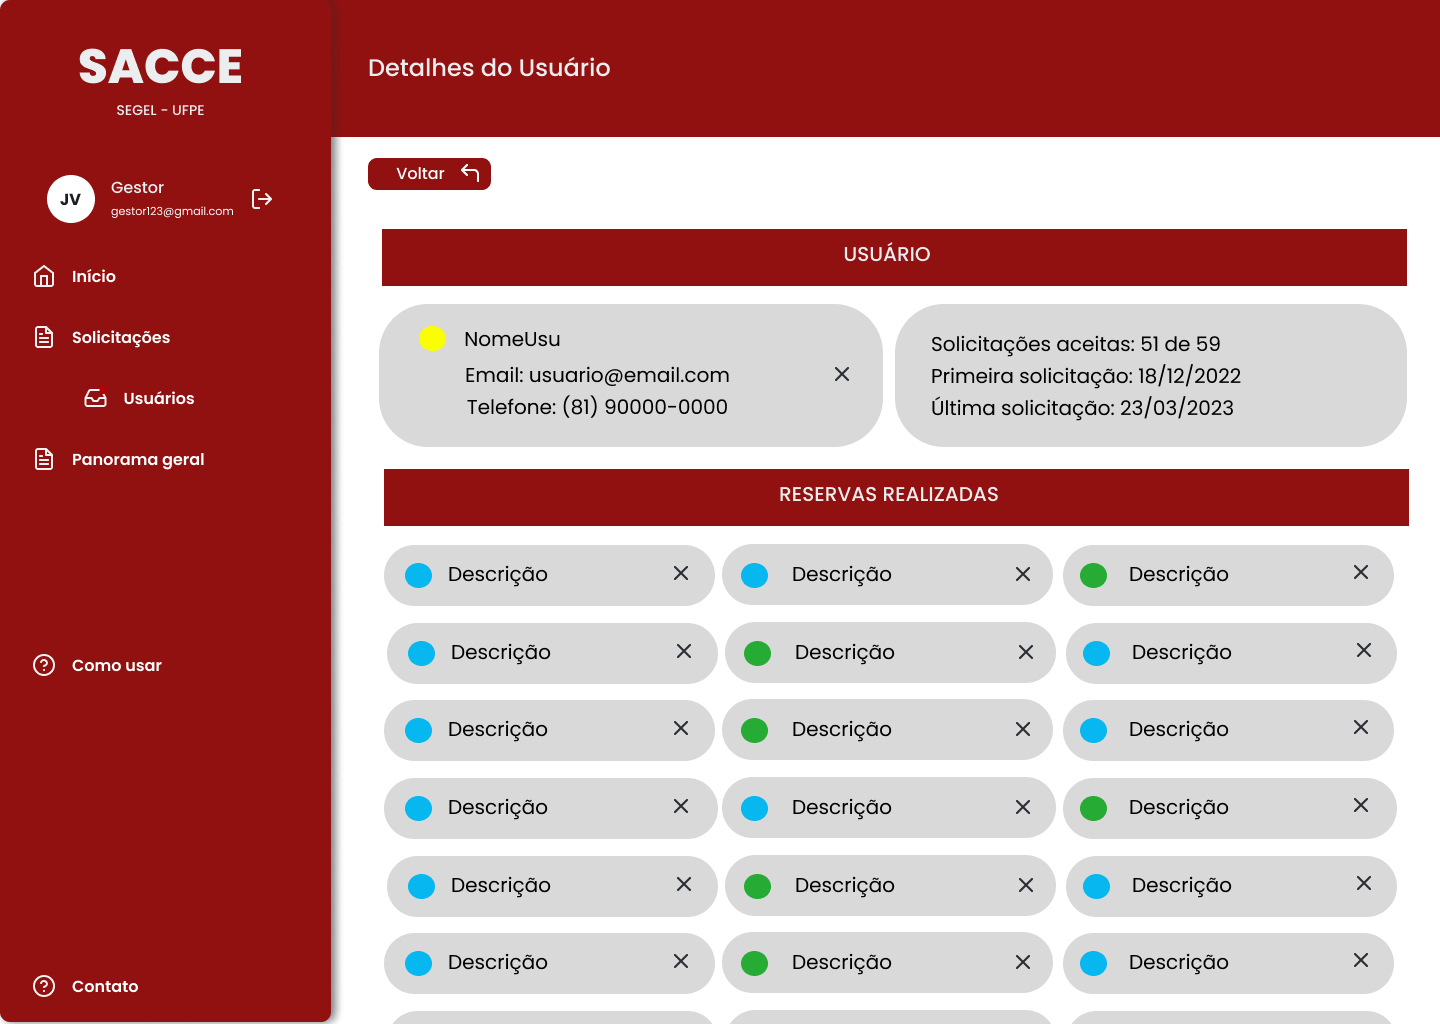 SACCE
SEGEL - UFPE
JV
Gestor
gestor123@gmail.com
Início
Solicitações
Usuários
Panorama geral
Como usar
Contato
Detalhes do Usuário
Voltar
USUÁRIO
NomeUsu
Email: usuario@email.com
Telefone: (81) 90000-0000
Solicitações aceitas: 51 de 59
Primeira solicitação: 18/12/2022
Última solicitação: 23/03/2023
RESERVAS REALIZADAS
Descrição Descrição Descrição
Descrição Descrição Descrição
Descrição Descrição Descrição
Descrição Descrição Descrição
Descrição Descrição Descrição
Descrição Descrição Descrição